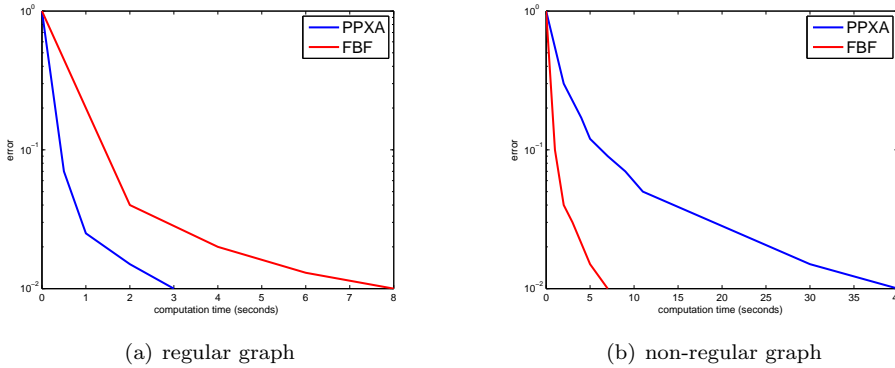 10^0
10^-1
10^-2
error
0 1 2 3 4 5 6 7 8
computation time (seconds)
PPXA
FBF
(a) regular graph
10^0
10^-1
10^-2
error
0 5 10 15 20 25 30 35 40
computation time (seconds)
PPXA
FBF
(b) non-regular graph